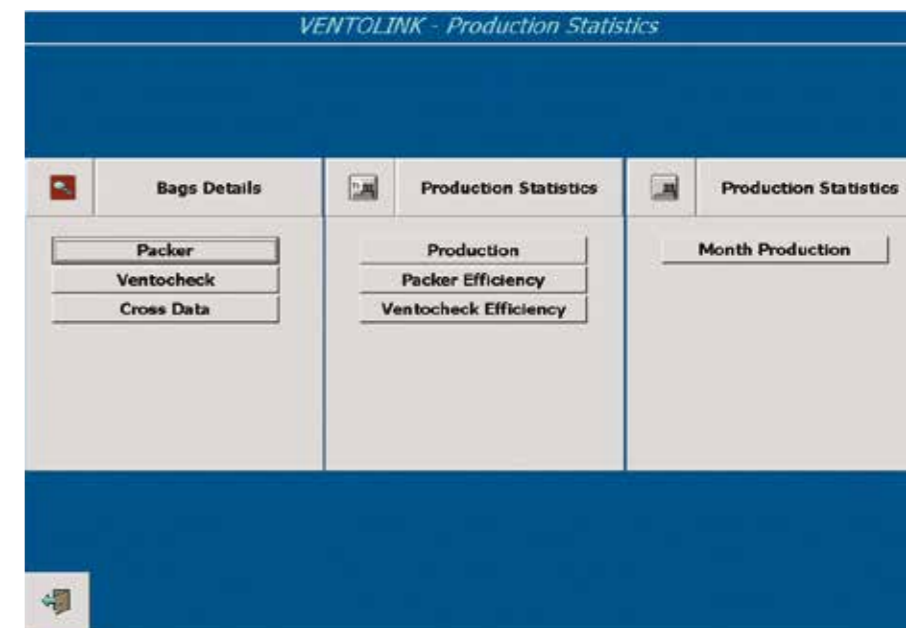 VENTOLINK - Production Statistics
Bags Details
Packer
Ventocheck
Cross Data
Production Statistics
Production
Packer Efficiency
Ventocheck Efficiency
Production Statistics
Month Production